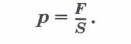 p = F/S.